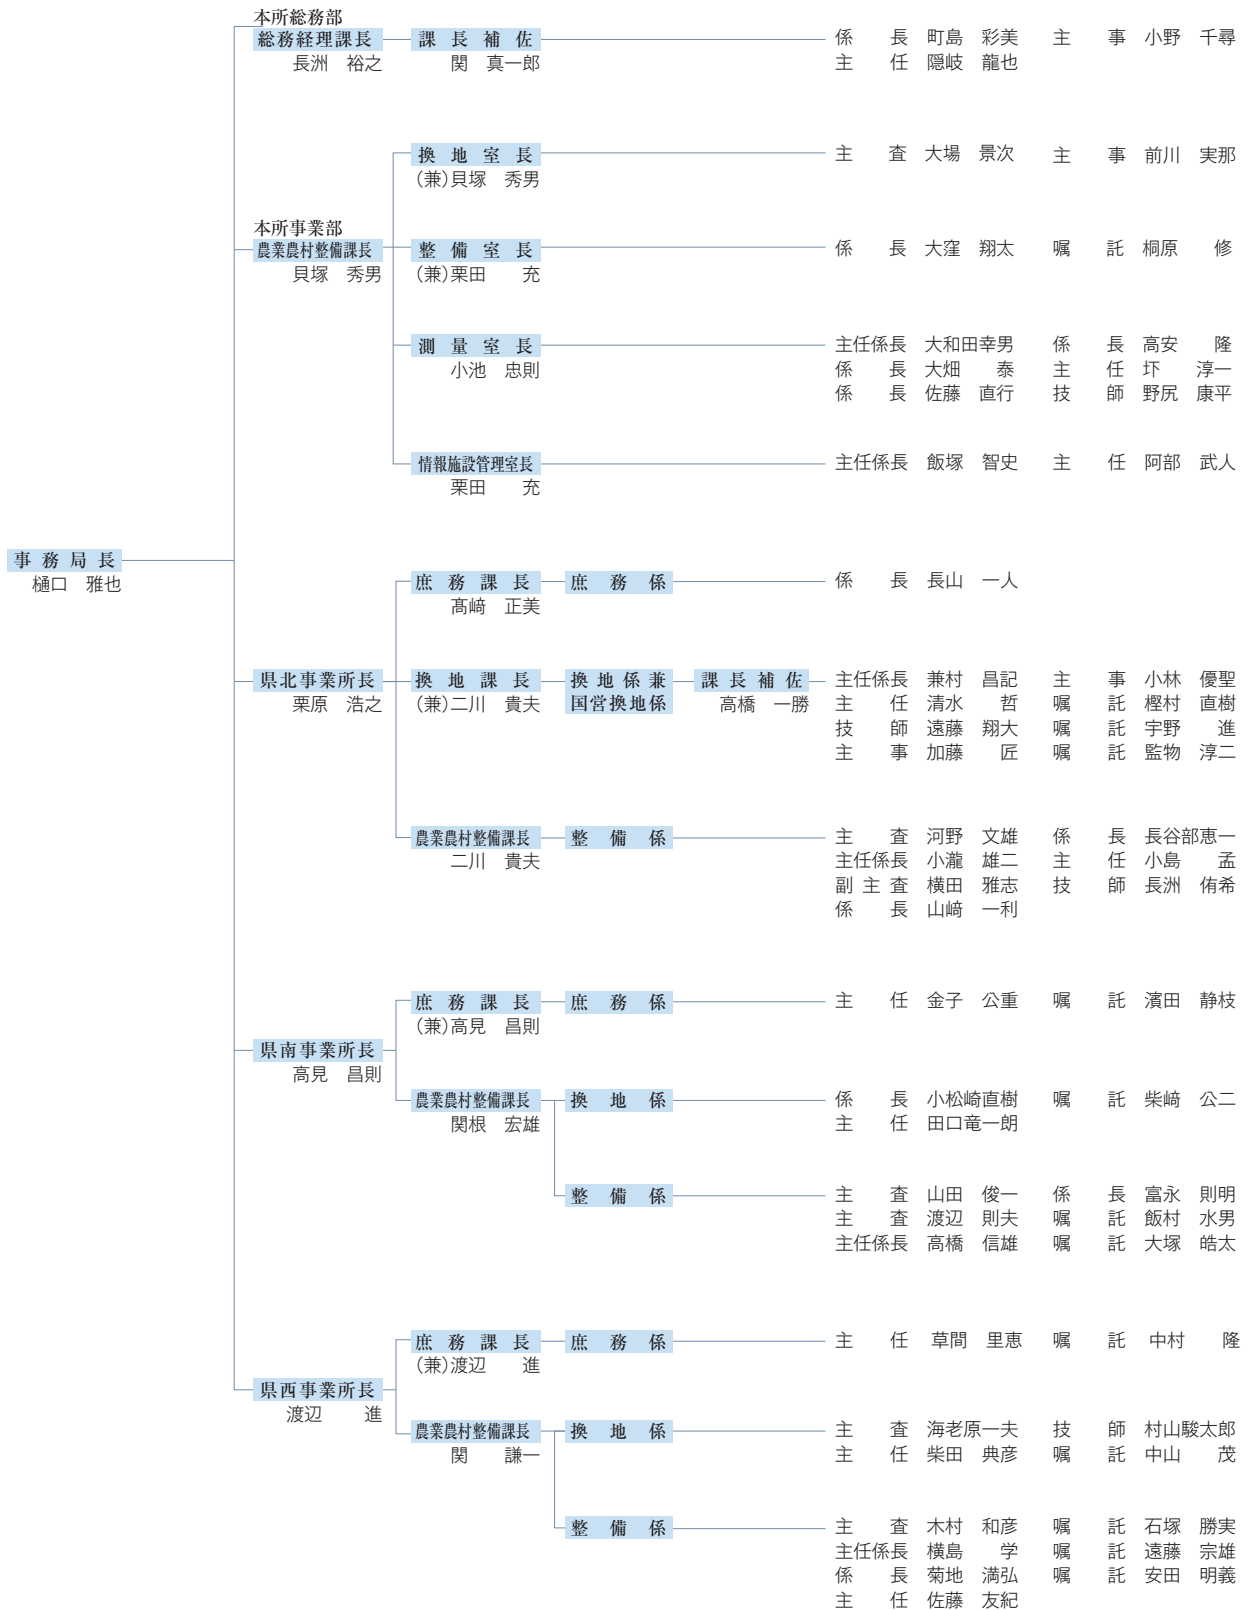 本所総務部
総務経理課長　課長補佐　係長　町島　彩美　主事　小野　千尋
長洲　裕之　関　真一郎　主任　隠岐　龍也
換地室長　主査　大場　景次　主事　前川　実那
(兼)貝塚　秀男
本所事業部
農業農村整備課長　整備室長　係長　大窪　翔太　嘱託　桐原　修
貝塚　秀男　(兼)栗田　充
測量室長　主任係長　大和田幸男　係長　高安　隆
小池　忠則　係長　大畑　泰　主任　圷　淳一
係長　佐藤　直行　技師　野尻　康平
情報施設管理室長　主任係長　飯塚　智史　主任　阿部　武人
栗田　充
事務局長
樋口　雅也
庶務課長　庶務係　係長　長山　一人
髙﨑　正美
県北事業所長　換地課長　換地係兼　課長補佐　主任係長　兼村　昌記　主事　小林　優聖
栗原　浩之　(兼)二川　貴夫　国営換地係　高橋　一勝　主任　清水　哲　嘱託　樫村　直樹
技師　遠藤　翔大　嘱託　宇野　進
主事　加藤　匠　嘱託　監物　淳二
農業農村整備課長　整備係　主査　河野　文雄　係長　長谷部恵一
二川　貴夫　主任係長　小瀧　雄二　主任　小島　孟
副主査　横田　雅志　技師　長洲　侑希
係長　山﨑　一利
庶務課長　庶務係　主任　金子　公重　嘱託　濱田　静枝
(兼)高見　昌則
県南事業所長
高見　昌則
農業農村整備課長　換地係　係長　小松崎直樹　嘱託　柴﨑　公二
関根　宏雄　主任　田口竜一朗
整備係　主査　山田　俊一　係長　富永　則明
主査　渡辺　則夫　嘱託　飯村　水男
主任係長　高橋　信雄　嘱託　大塚　皓太
庶務課長　庶務係　主任　草間　里恵　嘱託　中村　隆
(兼)渡辺　進
県西事業所長
渡辺　進
農業農村整備課長　換地係　主査　海老原一夫　技師　村山駿太郎
関　謙一　主任　柴田　典彦　嘱託　中山　茂
整備係　主査　木村　和彦　嘱託　石塚　勝実
主任係長　横島　学　嘱託　遠藤　宗雄
係長　菊地　満弘　嘱託　安田　明義
主任　佐藤　友紀